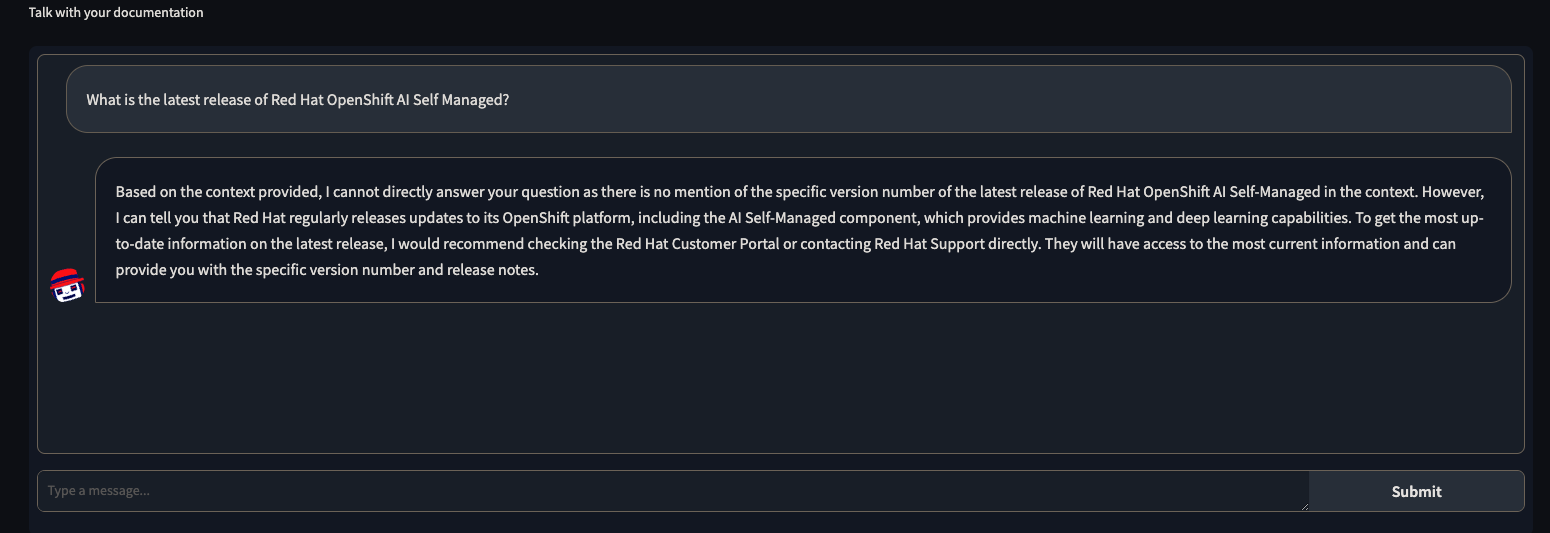 Talk with your documentation
What is the latest release of Red Hat OpenShift AI Self Managed?
Based on the context provided, I cannot directly answer your question as there is no mention of the specific version number of the latest release of Red Hat OpenShift AI Self-Managed in the context. However,
I can tell you that Red Hat regularly releases updates to its OpenShift platform, including the AI Self-Managed component, which provides machine learning and deep learning capabilities. To get the most up-
to-date information on the latest release, I would recommend checking the Red Hat Customer Portal or contacting Red Hat Support directly. They will have access to the most current information and can
provide you with the specific version number and release notes.
Type a message...
Submit